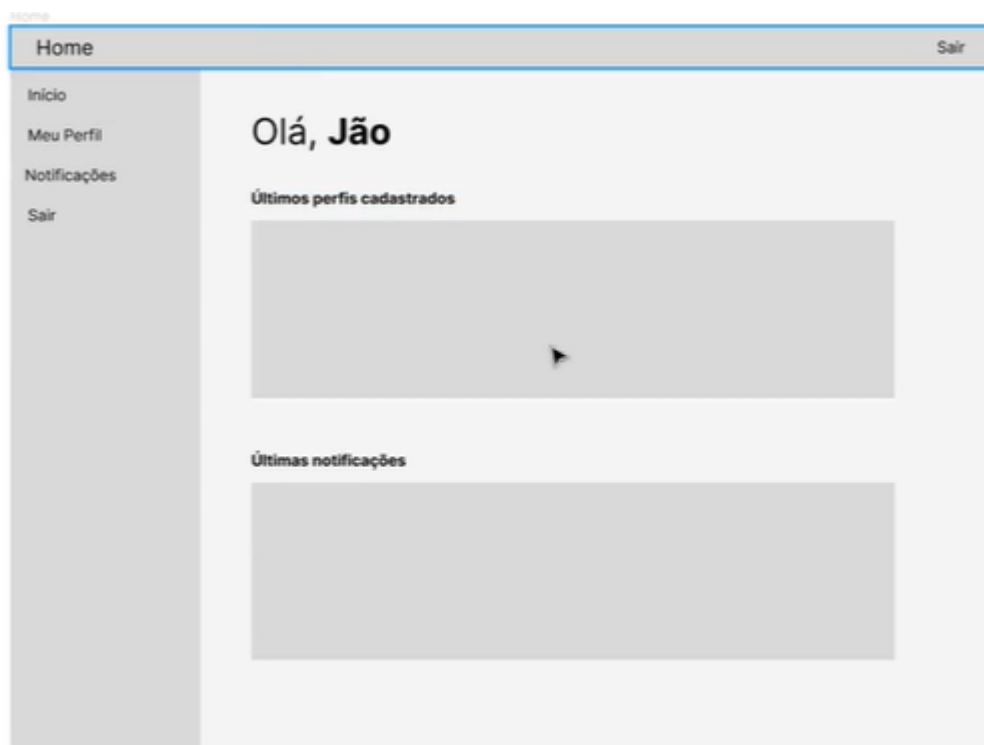 Home
Home Sair
Início
Meu Perfil
Notificações
Sair
Olá, Jão
Últimos perfis cadastrados
Últimas notificações